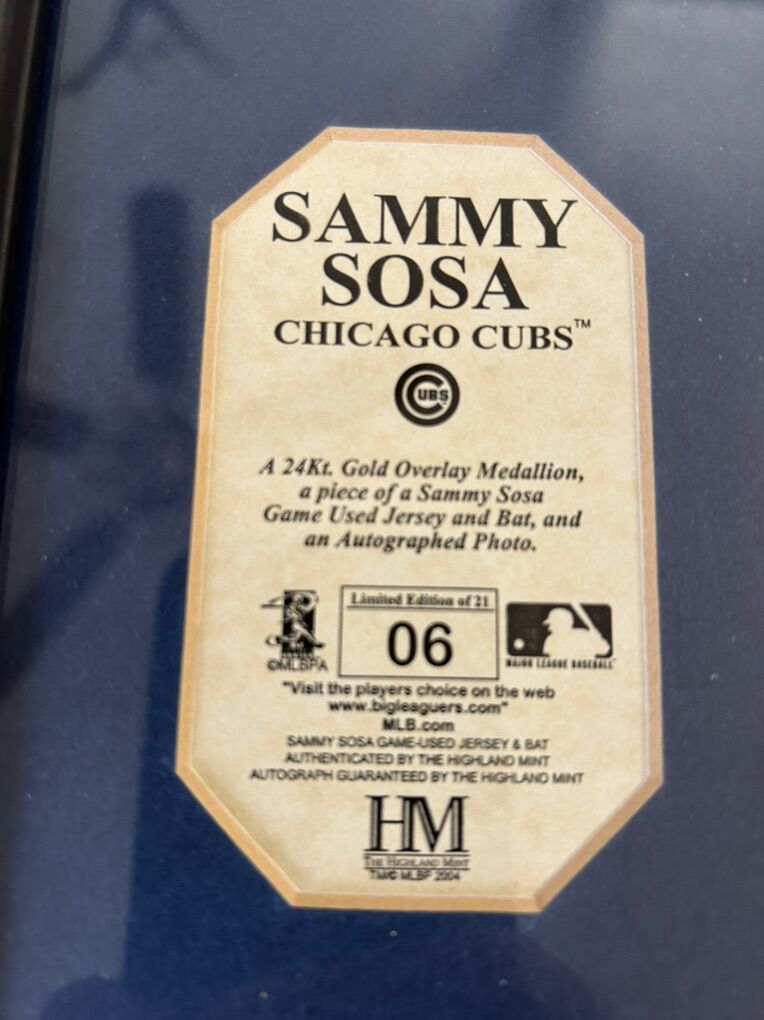 SAMMY
SOSA
CHICAGO CUBS™
CUBS
A 24Kt. Gold Overlay Medallion,
a piece of a Sammy Sosa
Game Used Jersey and Bat, and
an Autographed Photo.
Limited Edition of 21
06
©MLBPA
MAJOR LEAGUE BASEBALL
"Visit the players choice on the web
www.bigleaguers.com"
MLB.com
SAMMY SOSA GAME-USED JERSEY & BAT
AUTHENTICATED BY THE HIGHLAND MINT
AUTOGRAPH GUARANTEED BY THE HIGHLAND MINT
HM
THE HIGHLAND MINT
TM© MLBP 2004